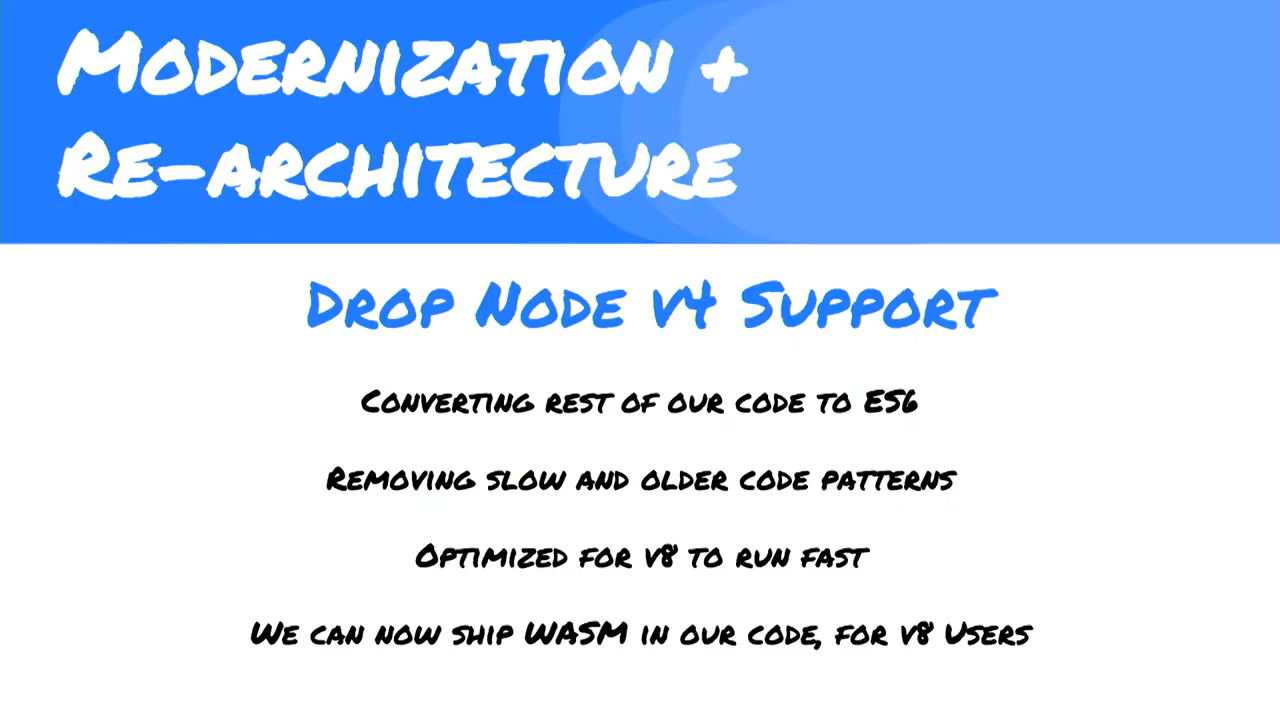 Modernization +
Re-architecture
Drop Node v4 Support
Converting rest of our code to ES6
Removing slow and older code patterns
Optimized for v8 to run fast
We can now ship WASM in our code, for v8 Users